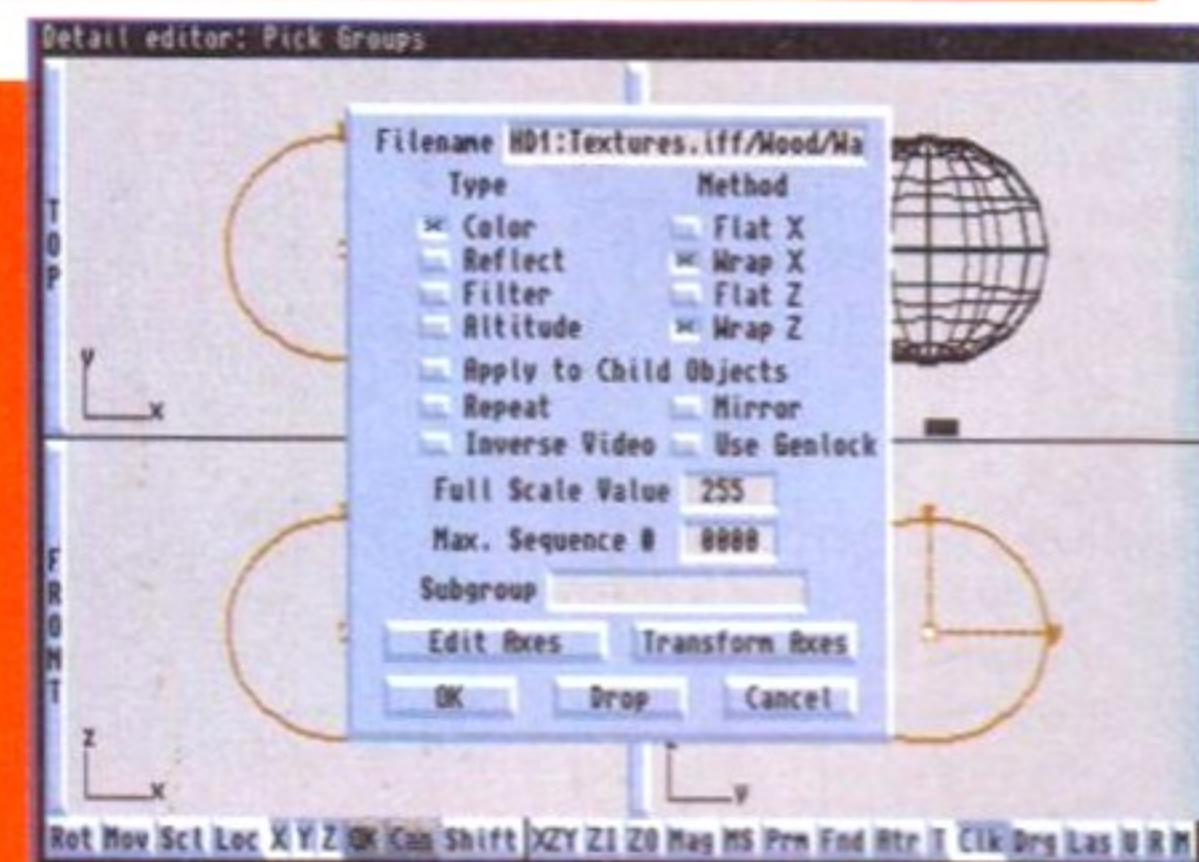 Detail editor: Pick Groups
TOP
Filename HD1:Textures.iff/Wood/Wa
Type Method
Color Flat X
Reflect Wrap X
Filter Flat Z
Altitude Wrap Z
Apply to Child Objects
Repeat Mirror
Inverse Video Use Genlock
Full Scale Value 255
Max. Sequence # 0000
Subgroup
Edit Axes Transform Axes
OK Drop Cancel
y
x
FRONT
z
x
y
Rot Mov Scl Loc X Y Z OK Can Shift XZY ZI ZO Mag MS Prm Fnd Atr T Clk Drg Las U R M